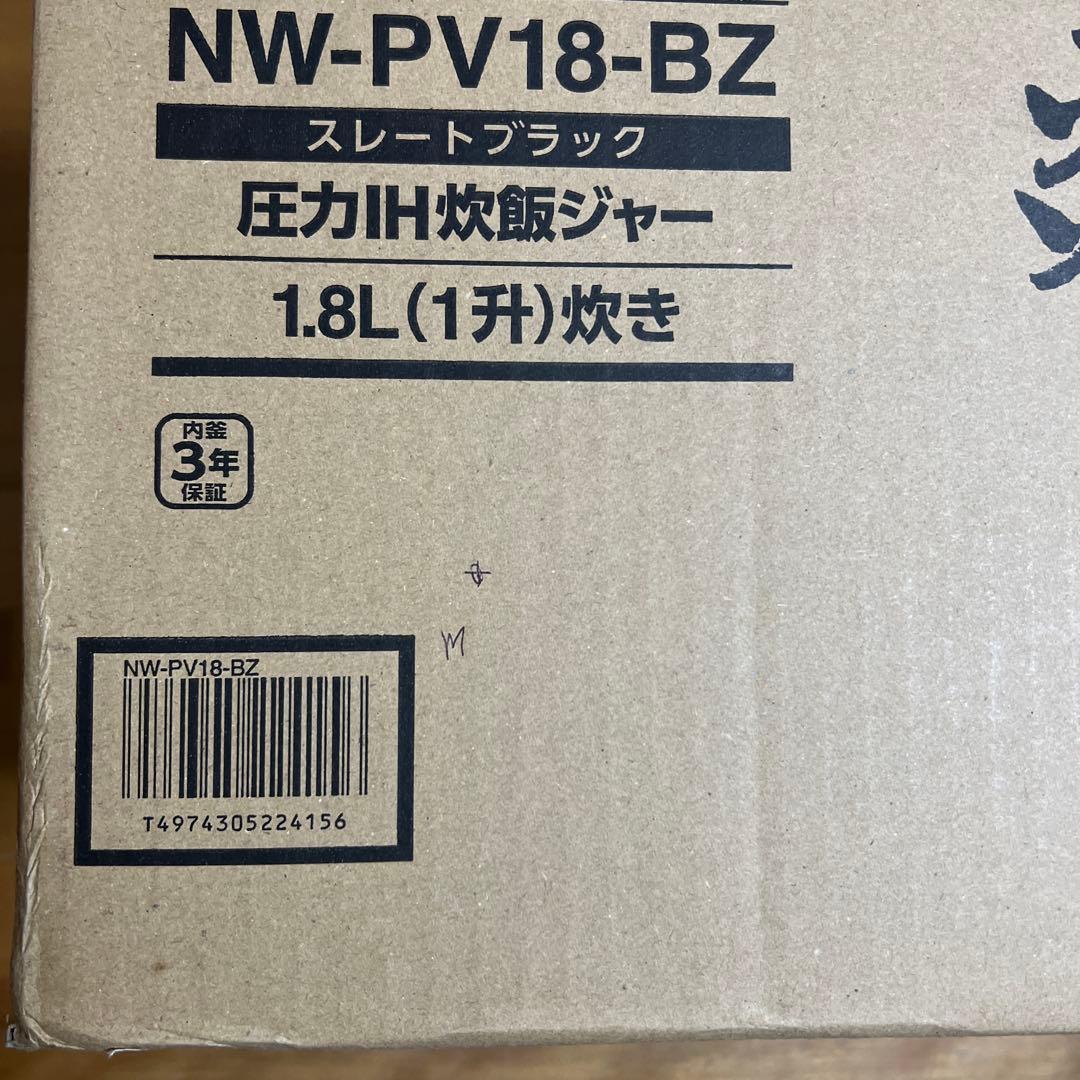 NW-PV18-BZ
スレートブラック
圧力IH炊飯ジャー
1.8L(1升)炊き
内釜
3年
保証
M
NW-PV18-BZ
T4974305224156